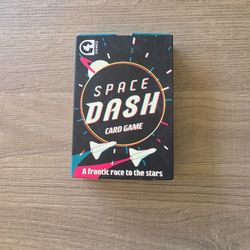 SPACE
DASH
CARD GAME
A frantic race to the stars